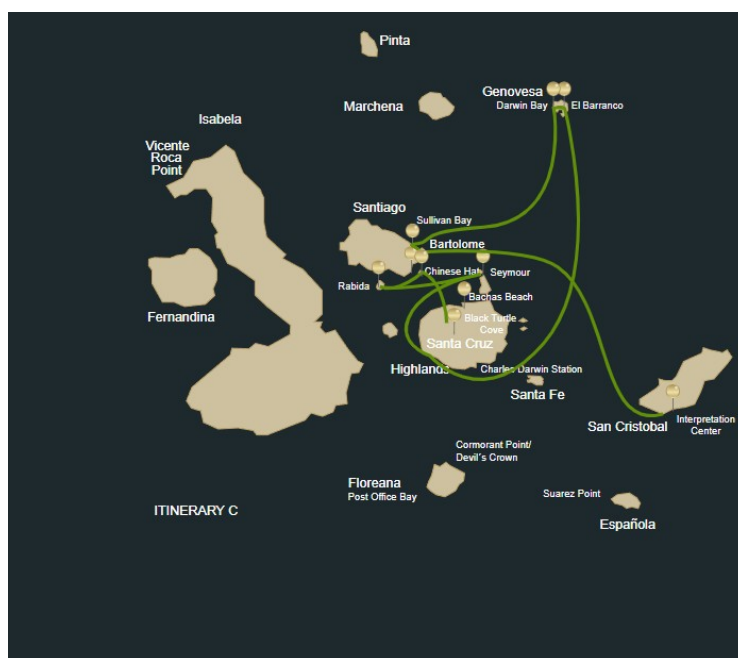 Pinta
Genovesa
Marchena
Darwin Bay
El Barranco
Isabela
Vicente
Roca
Point
Santiago
Sullivan Bay
Bartolome
Rabida
Chinese Hat
Seymour
Bachas Beach
Fernandina
Black Turtle
Cove
Santa Cruz
Highlands
Charles Darwin Station
Santa Fe
San Cristobal
Interpretation
Center
Cormorant Point/
Devil´s Crown
Floreana
Post Office Bay
Suarez Point
ITINERARY C
Española